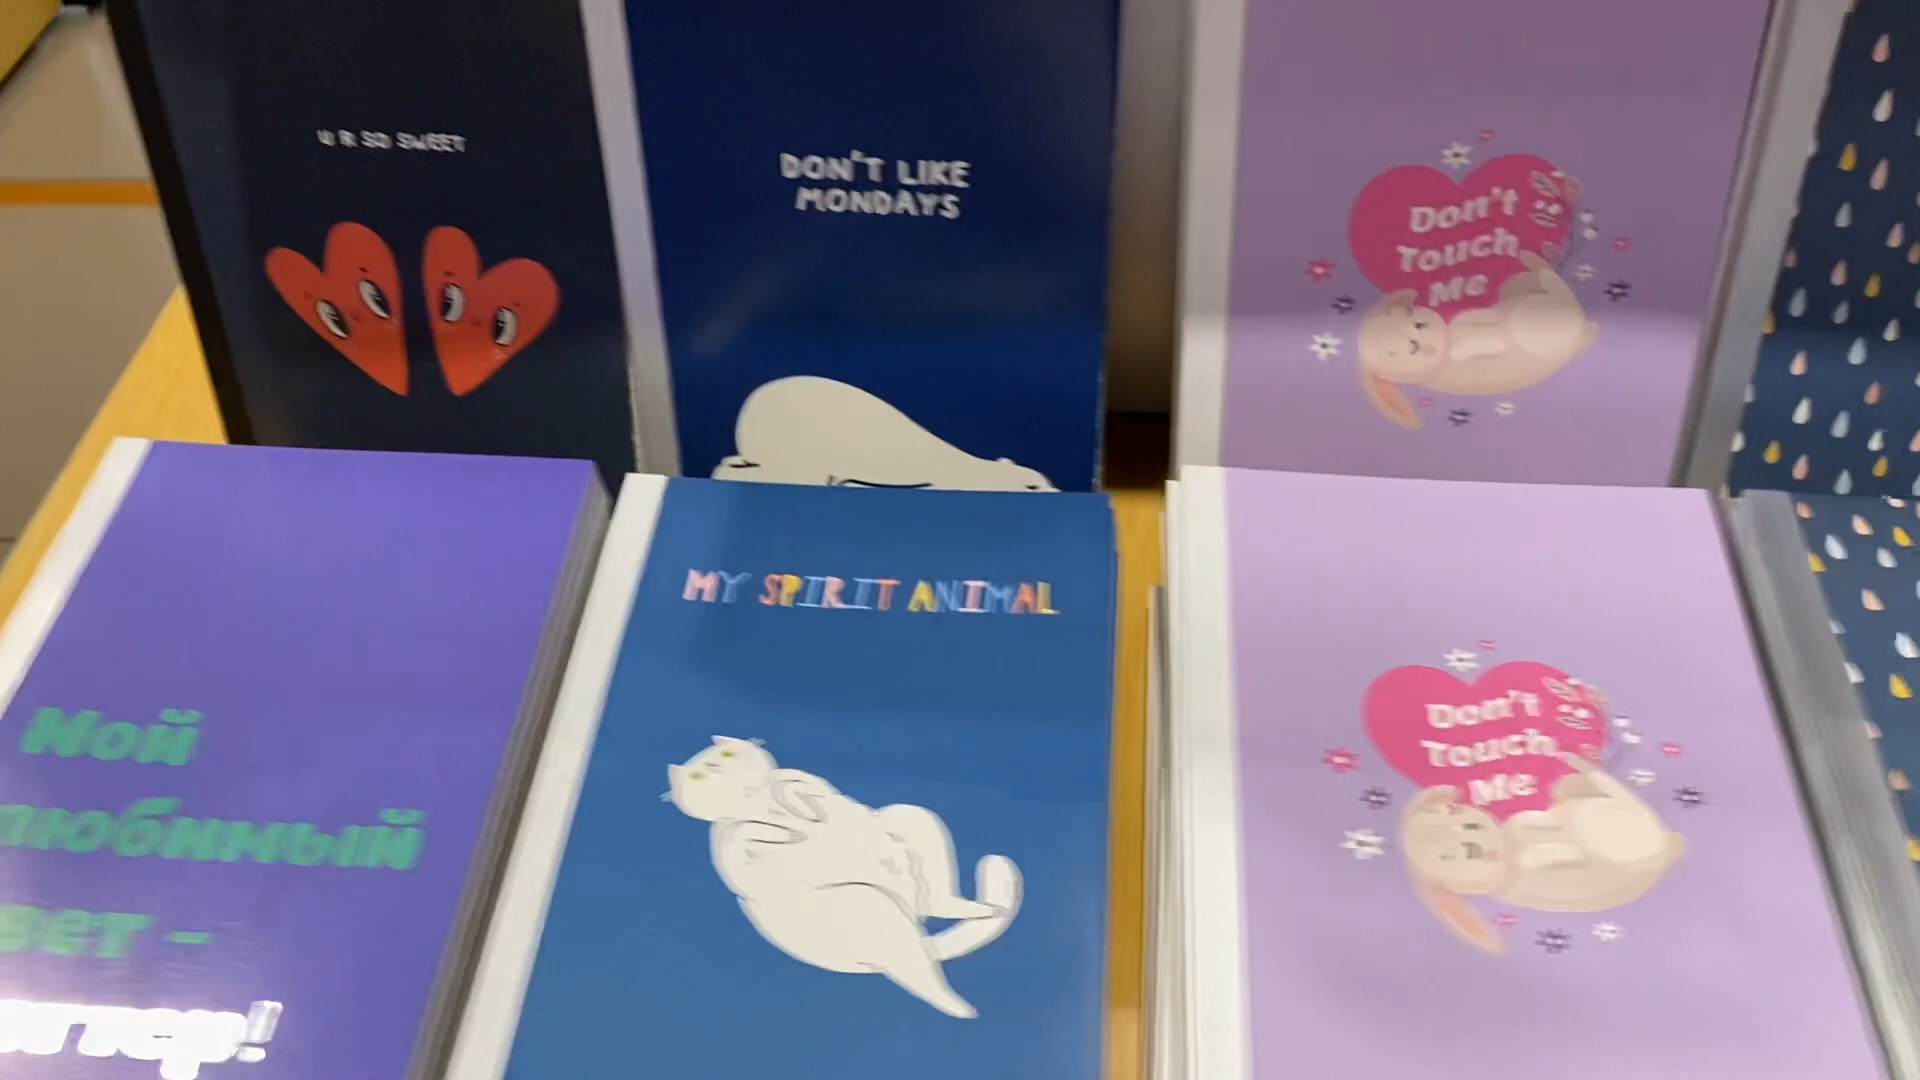 U R SO SWEET
DON'T LIKE
MONDAYS
Don't
Touch
Me
Мой
любимый
MY SPIRIT ANIMAL
Don't
Touch
Me